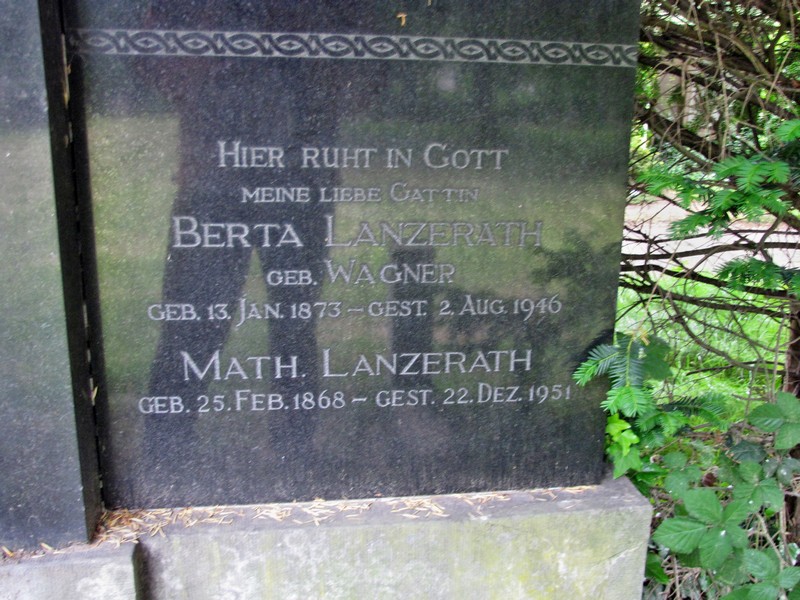 HIER RUHT IN GOTT
MEINE LIEBE GATTIN
BERTA LANZERATH
GEB. WAGNER
GEB. 13. JAN. 1873 – GEST. 2. AUG. 1946
MATH. LANZERATH
GEB. 25. FEB. 1868 – GEST. 22. DEZ. 1951